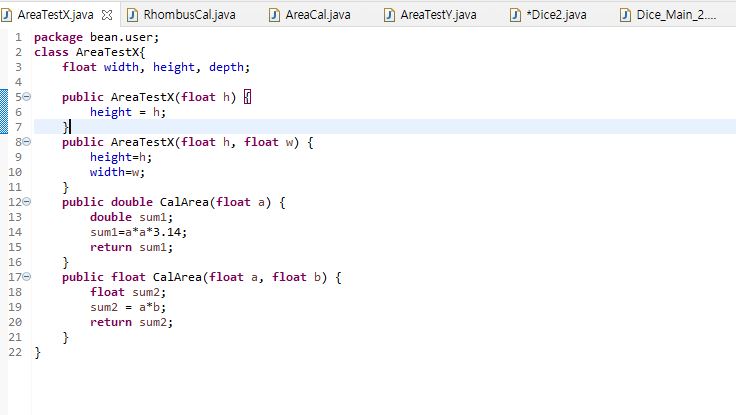 AreaTestX.java RhombusCal.java AreaCal.java AreaTestY.java *Dice2.java Dice_Main_2....
1 package bean.user;
2 class AreaTestX{
3 float width, height, depth;
4
5 public AreaTestX(float h) {
6 height = h;
7 }
8 public AreaTestX(float h, float w) {
9 height=h;
10 width=w;
11 }
12 public double CalArea(float a) {
13 double sum1;
14 sum1=a*a*3.14;
15 return sum1;
16 }
17 public float CalArea(float a, float b) {
18 float sum2;
19 sum2 = a*b;
20 return sum2;
21 }
22 }